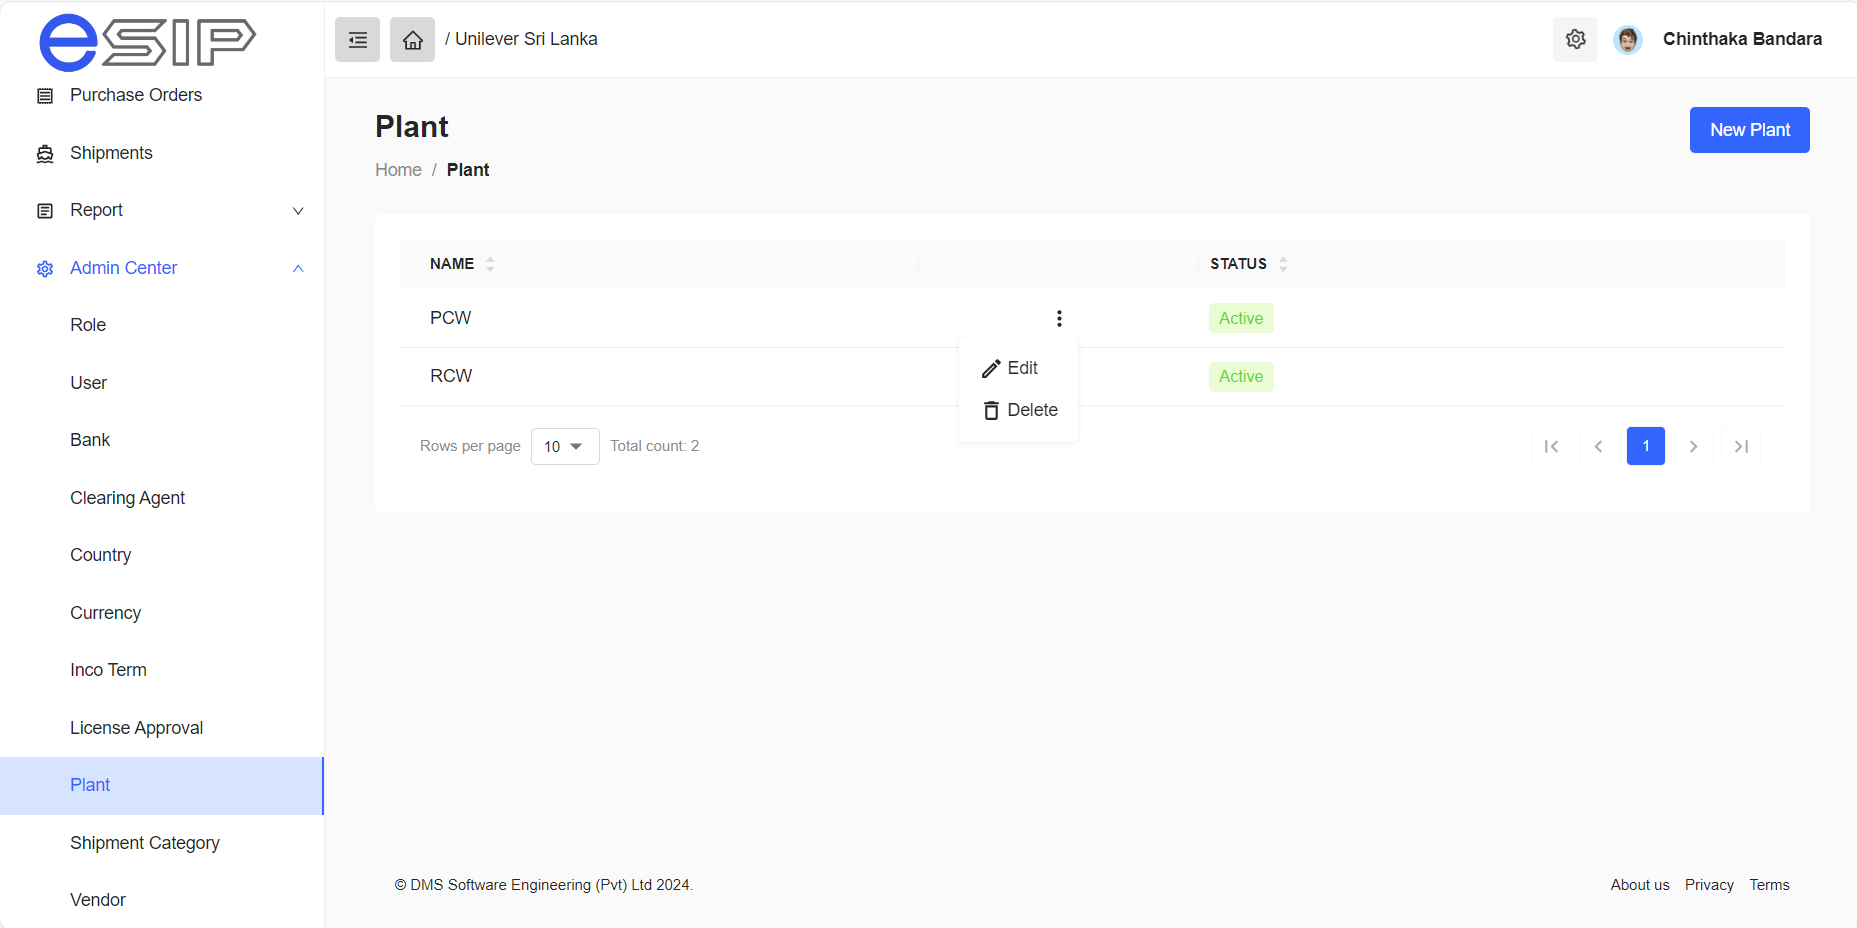 eSIP
Purchase Orders
Shipments
Report
Admin Center
Role
User
Bank
Clearing Agent
Country
Currency
Inco Term
License Approval
Plant
Shipment Category
Vendor
/ Unilever Sri Lanka
Chinthaka Bandara
Plant
New Plant
Home / Plant
NAME STATUS
PCW Active
Edit
RCW Active
Delete
Rows per page 10 Total count: 2
1
© DMS Software Engineering (Pvt) Ltd 2024.
About us Privacy Terms